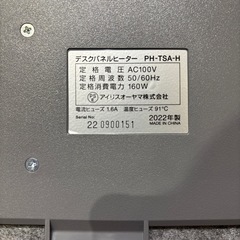 デスクパネルヒーター PH-TSA-H
定格電圧 AC100V
定格周波数 50/60Hz
定格消費電力 160W
アイリスオーヤマ株式会社
電流ヒューズ 1.6A 温度ヒューズ 91℃
Serial No.
22 0900151
2022年製
MADE IN CHINA